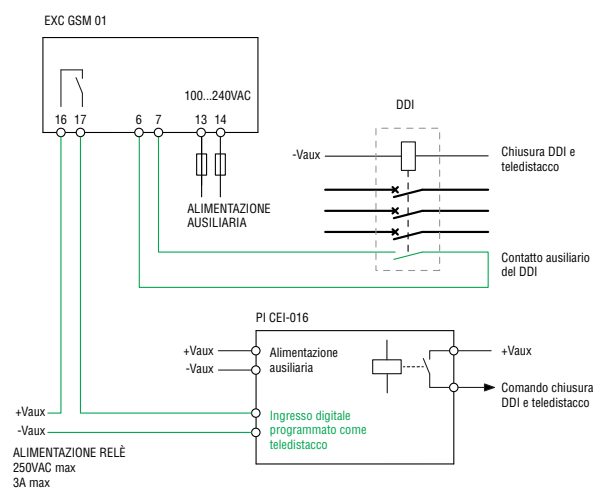 EXC GSM 01
100...240VAC
16 17 6 7 13 14
ALIMENTAZIONE
AUSILIARIA
DDI
-Vaux
Chiusura DDI e
teledistacco
Contatto ausiliario
del DDI
PI CEI-016
+Vaux
-Vaux
Alimentazione
ausiliaria
+Vaux
Comando chiusura
DDI e teledistacco
Ingresso digitale
programmato come
teledistacco
+Vaux
-Vaux
ALIMENTAZIONE RELÈ
250VAC max
3A max